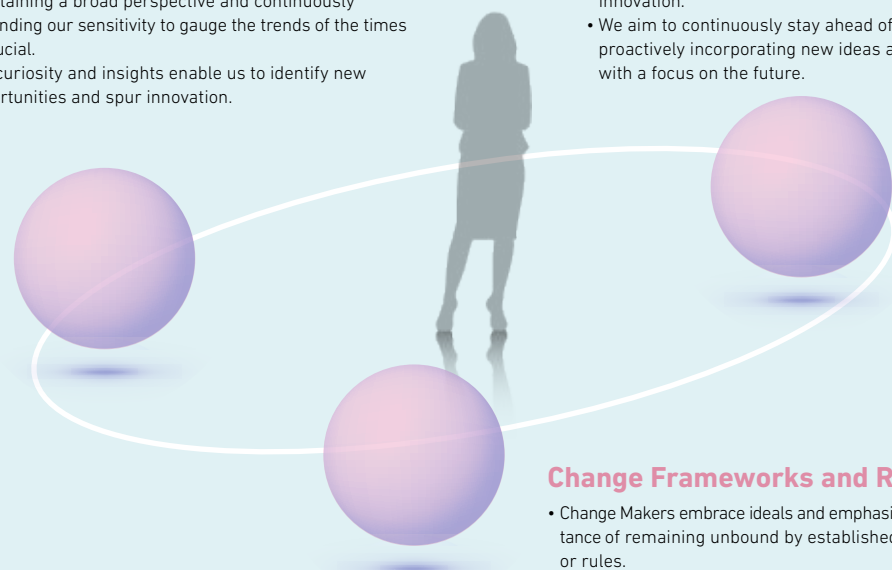 taining a broad perspective and continuously
nding our sensitivity to gauge the trends of the times
ucial.
curiosity and insights enable us to identify new
rtunities and spur innovation.
innovation.
• We aim to continuously stay ahead of
proactively incorporating new ideas a
with a focus on the future.
Change Frameworks and R
• Change Makers embrace ideals and emphasi
tance of remaining unbound by established
or rules.